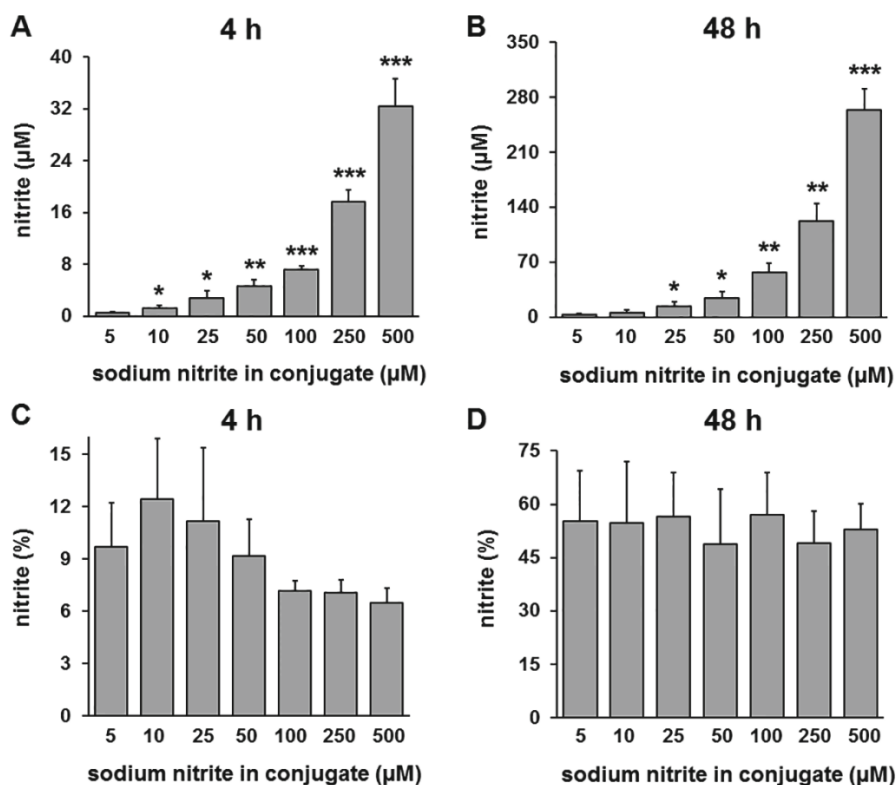 A
4 h
40
32
24
16
8
0
nitrite (µM)
*
*
**
***
***
***
5 10 25 50 100 250 500
sodium nitrite in conjugate (µM)
B
48 h
350
280
210
140
70
0
nitrite (µM)
*
*
**
**
***
5 10 25 50 100 250 500
sodium nitrite in conjugate (µM)
C
4 h
15
12
9
6
3
0
nitrite (%)
5 10 25 50 100 250 500
sodium nitrite in conjugate (µM)
D
48 h
75
60
45
30
15
0
nitrite (%)
5 10 25 50 100 250 500
sodium nitrite in conjugate (µM)